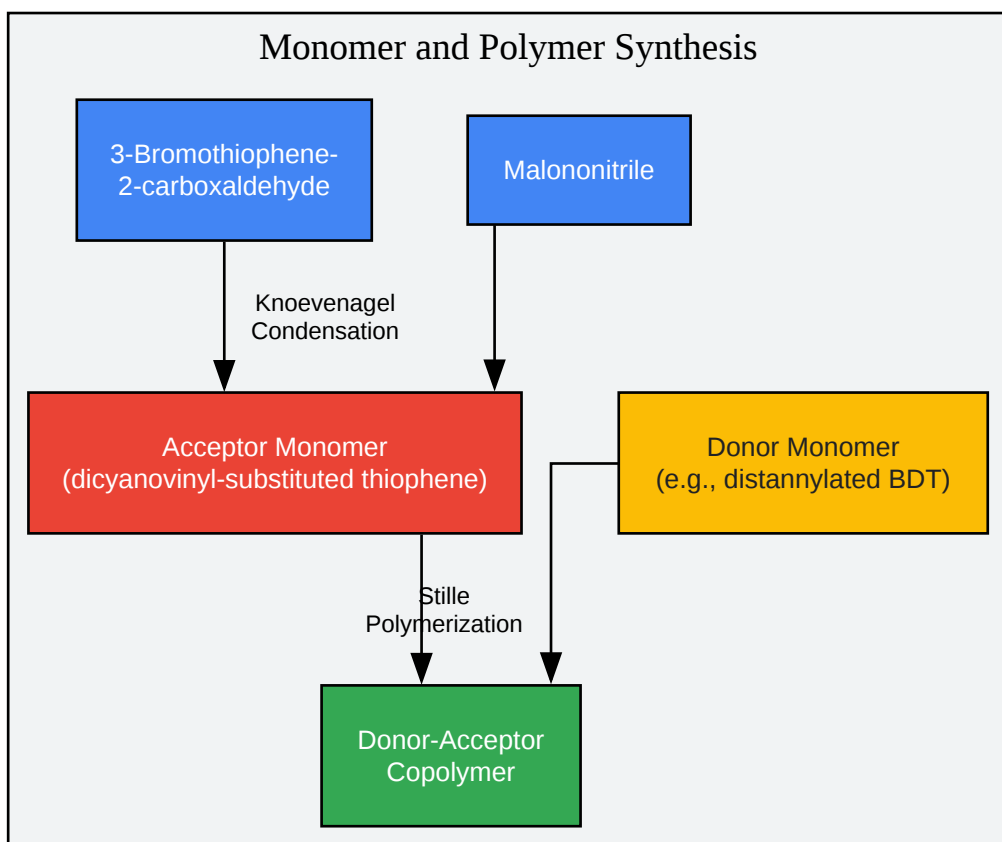 Monomer and Polymer Synthesis
3-Bromothiophene-
2-carboxaldehyde
Malononitrile
Knoevenagel
Condensation
Acceptor Monomer
(dicyanovinyl-substituted thiophene)
Donor Monomer
(e.g., distannylated BDT)
Stille
Polymerization
Donor-Acceptor
Copolymer